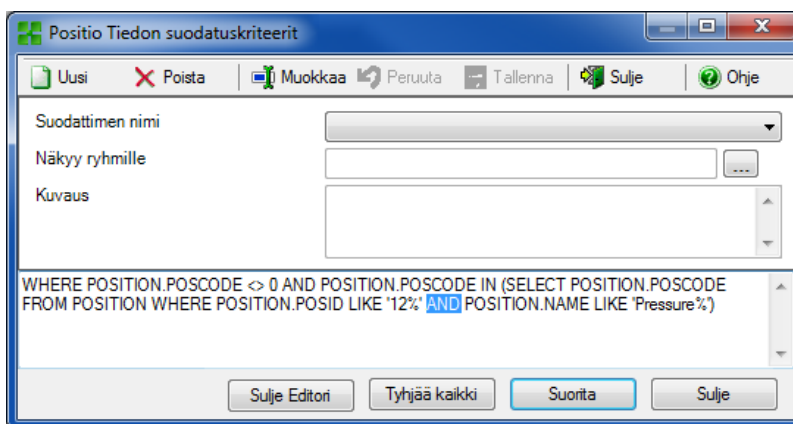 Positio Tiedon suodatuskriteerit
Uusi Poista Muokkaa Peruuta Tallenna Sulje Ohje
Suodattimen nimi
Näkyy ryhmille
...
Kuvaus
WHERE POSITION.POSCODE <> 0 AND POSITION.POSCODE IN (SELECT POSITION.POSCODE
FROM POSITION WHERE POSITION.POSID LIKE '12%' AND POSITION.NAME LIKE 'Pressure%')
Sulje Editori Tyhjää kaikki Suorita Sulje